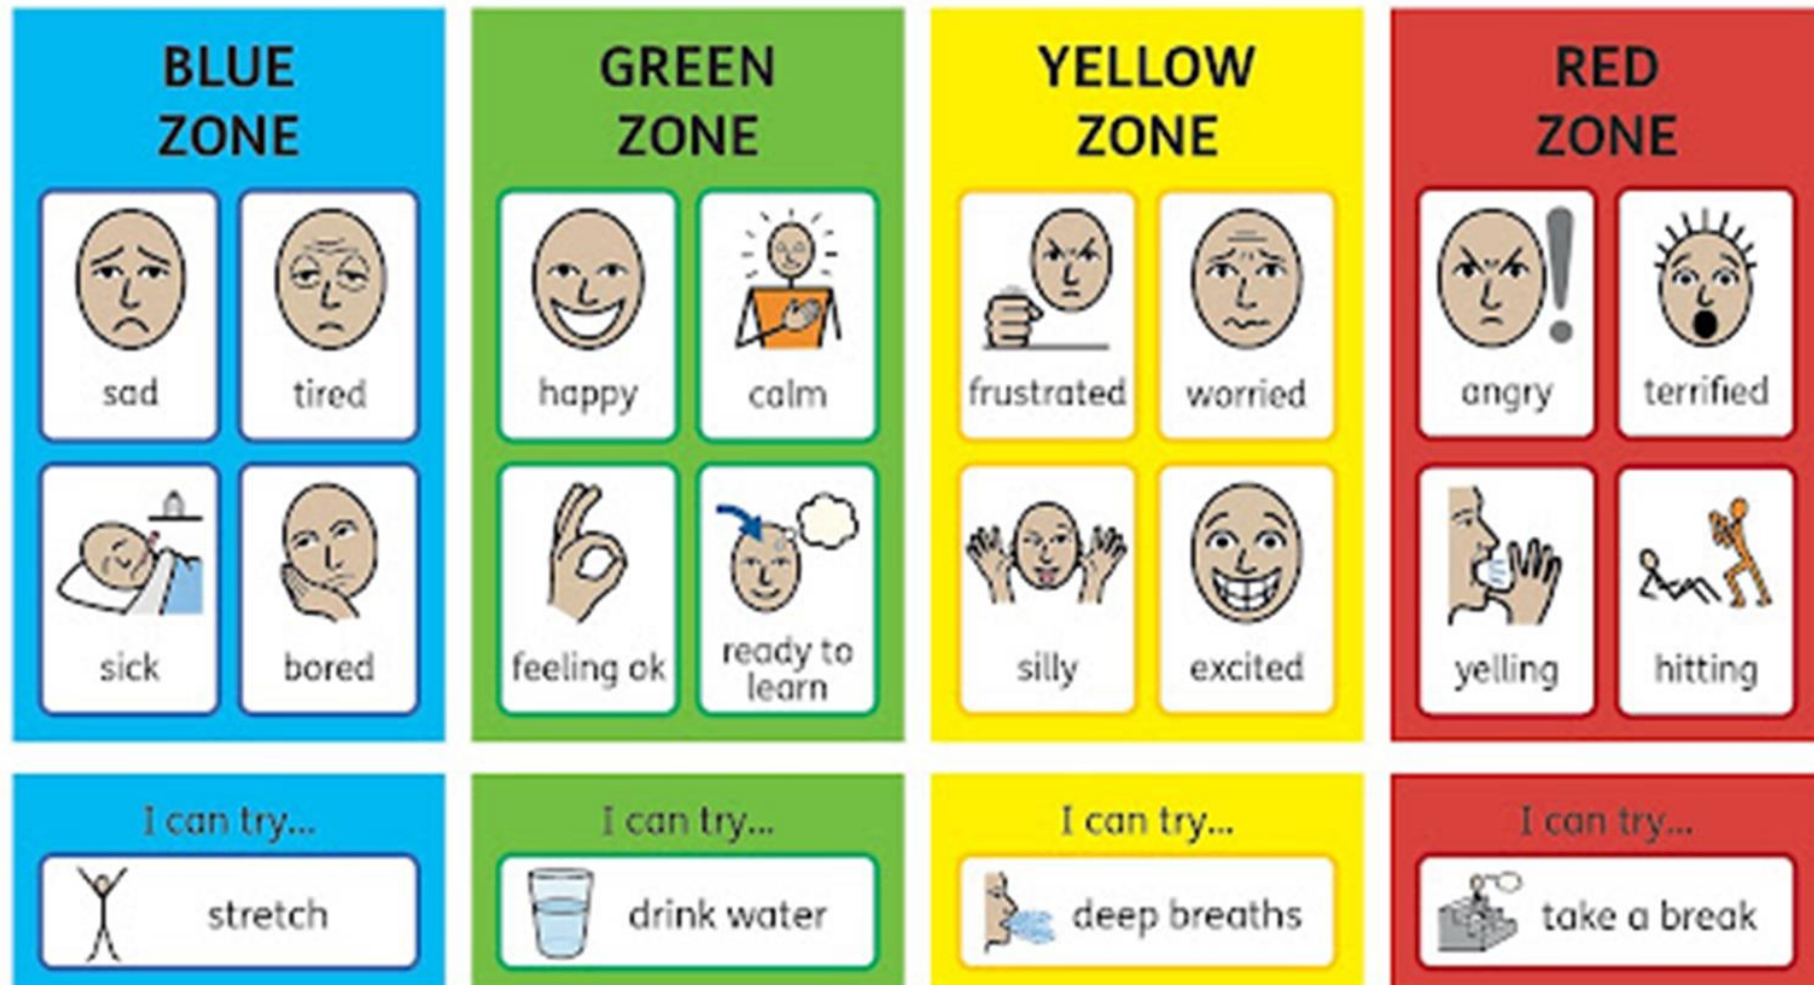 BLUE
ZONE
sad
tired
sick
bored
GREEN
ZONE
happy
calm
feeling ok
ready to
learn
YELLOW
ZONE
frustrated
worried
silly
excited
RED
ZONE
angry
terrified
yelling
hitting
I can try...
stretch
I can try...
drink water
I can try...
deep breaths
I can try...
take a break